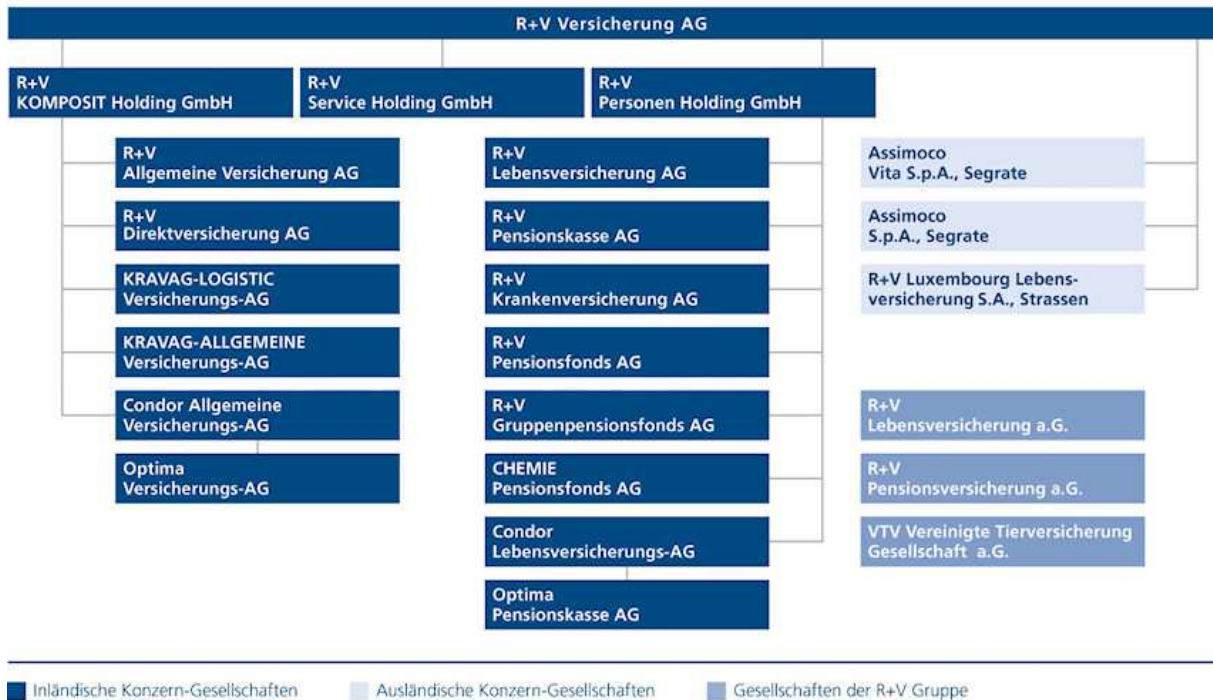 R+V Versicherung AG
R+V
KOMPOSIT Holding GmbH
R+V
Service Holding GmbH
R+V
Personen Holding GmbH
R+V
Allgemeine Versicherung AG
R+V
Direktversicherung AG
KRAVAG-LOGISTIC
Versicherungs-AG
KRAVAG-ALLGEMEINE
Versicherungs-AG
Condor Allgemeine
Versicherungs-AG
Optima
Versicherungs-AG
R+V
Lebensversicherung AG
R+V
Pensionskasse AG
R+V
Krankenversicherung AG
R+V
Pensionsfonds AG
R+V
Gruppenpensionsfonds AG
CHEMIE
Pensionsfonds AG
Condor
Lebensversicherungs-AG
Optima
Pensionskasse AG
Assimoco
Vita S.p.A., Segrate
Assimoco
S.p.A., Segrate
R+V Luxembourg Lebens-
versicherung S.A., Strassen
R+V
Lebensversicherung a.G.
R+V
Pensionsversicherung a.G.
VTV Vereinigte Tierversicherung
Gesellschaft a.G.
Inländische Konzern-Gesellschaften
Ausländische Konzern-Gesellschaften
Gesellschaften der R+V Gruppe